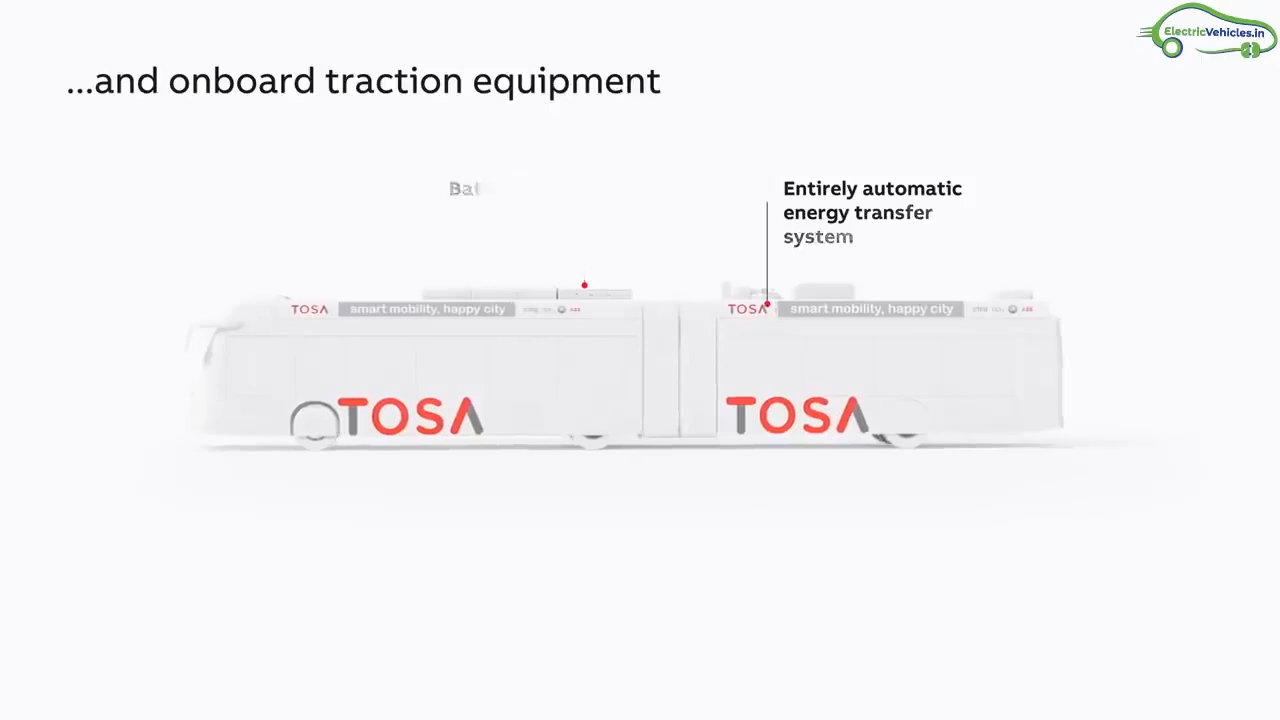 ElectricVehicles.in
...and onboard traction equipment
Bat
Entirely automatic
energy transfer
system
TOSA smart mobility, happy city
TOSA smart mobility, happy city
TOSA
TOSA